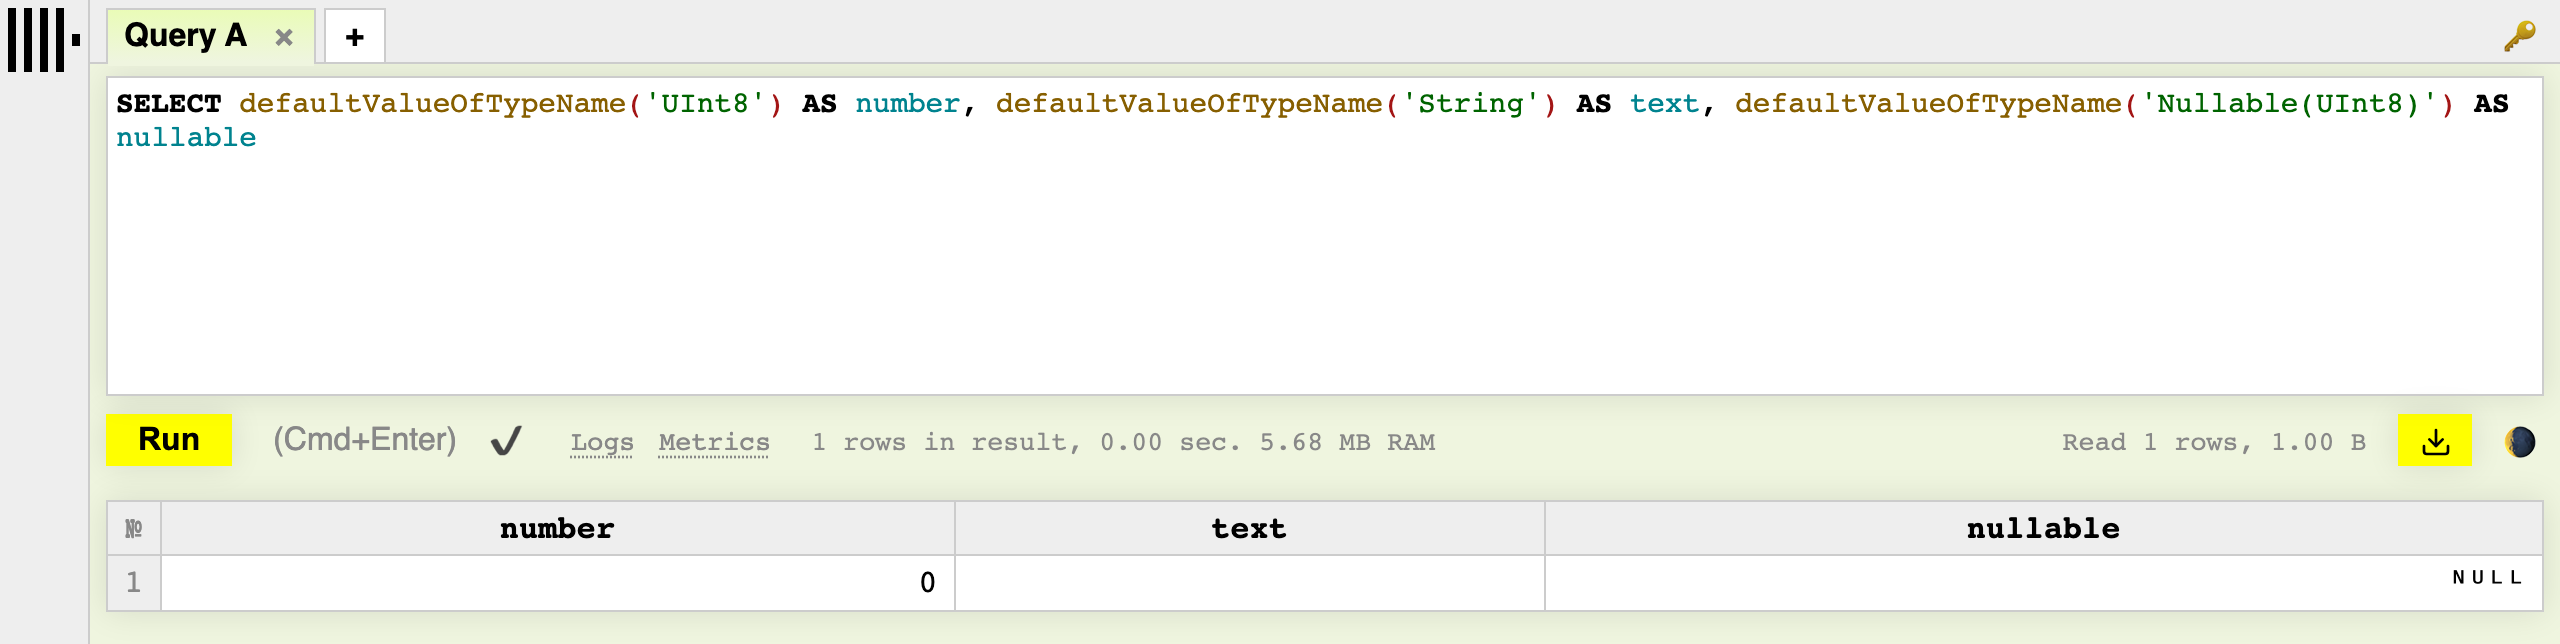 Query A ×
+
SELECT defaultValueOfTypeName('UInt8') AS number, defaultValueOfTypeName('String') AS text, defaultValueOfTypeName('Nullable(UInt8)') AS
nullable
Run (Cmd+Enter) ✔ Logs Metrics 1 rows in result, 0.00 sec. 5.68 MB RAM Read 1 rows, 1.00 B
№ number text nullable
1 0 NULL